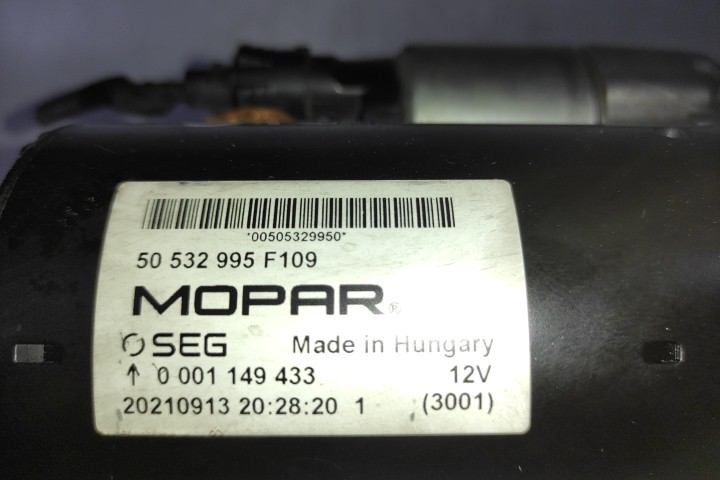 *00505329950*
50 532 995 F109
MOPAR®
SEG Made in Hungary
↑ 0 001 149 433 12V
20210913 20:28:20 1 (3001)